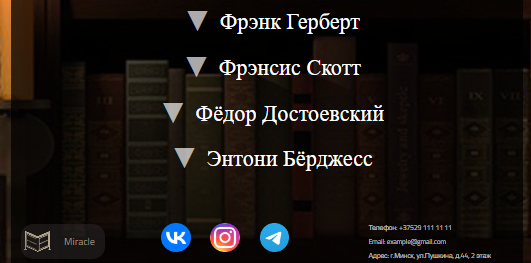 Фрэнк Герберт
Фрэнсис Скотт
Фёдор Достоевский
Энтони Бёрджесс
Miracle
Телефон: +37529 111 11 11
Email: example@gmail.com
Адрес: г.Минск, ул.Пушкина, д.44, 2 этаж